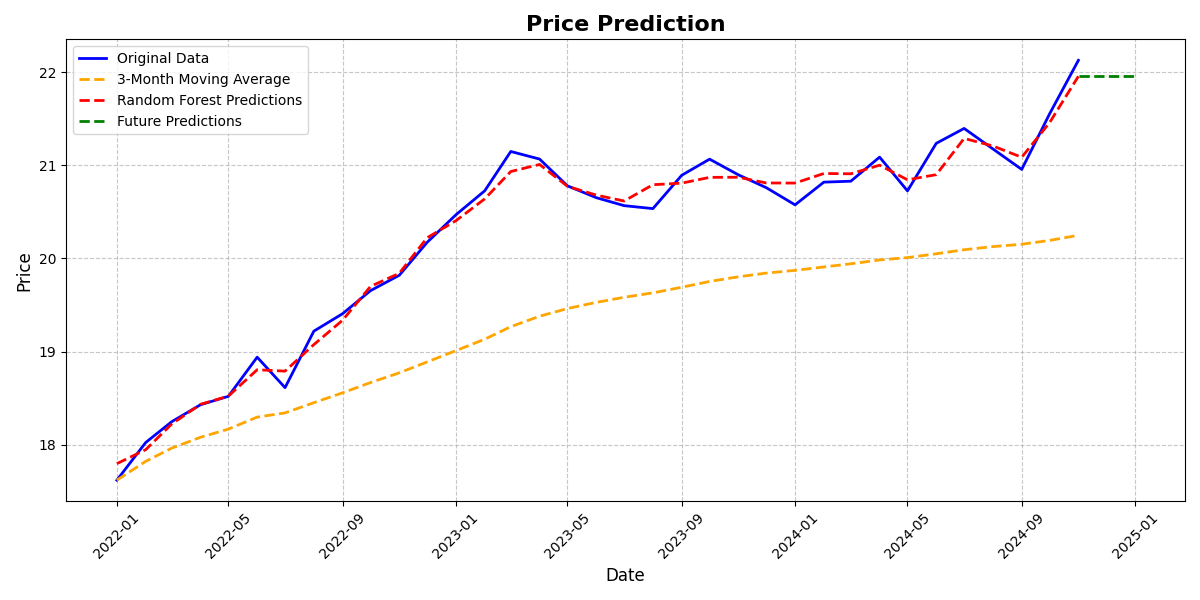 Price Prediction
Original Data
3-Month Moving Average
Random Forest Predictions
Future Predictions
Price
22
21
20
19
18
2022-01
2022-05
2022-09
2023-01
2023-05
2023-09
2024-01
2024-05
2024-09
2025-01
Date